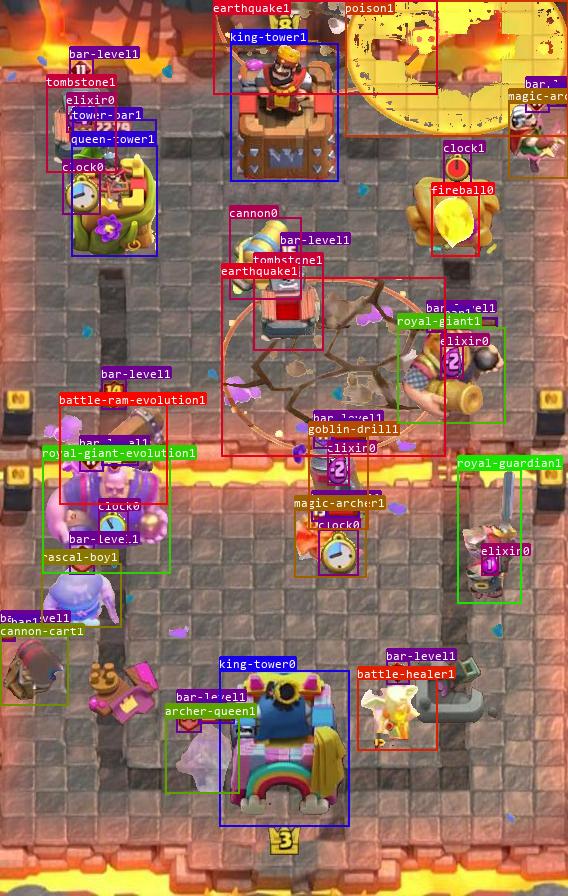 earthquake1
poison1
king-tower1
bar-level1
tombstone1
elixir0
tower-bar1
queen-tower1
clock0
magic-arc
clock1
fireball0
cannon0
bar-level1
tombstone1
earthquake1
royal-giant1
elixir0
2
bar-level1
battle-ram-evolution1
bar-level1
goblin-drill1
royal-giant-evolution1
elixir0
2
royal-guardian1
magic-archer1
clock0
clock0
bar-level1
rascal-boy1
elixir0
cannon-cart1
king-tower0
bar-level1
battle-healer1
bar-level1
archer-queen1
3